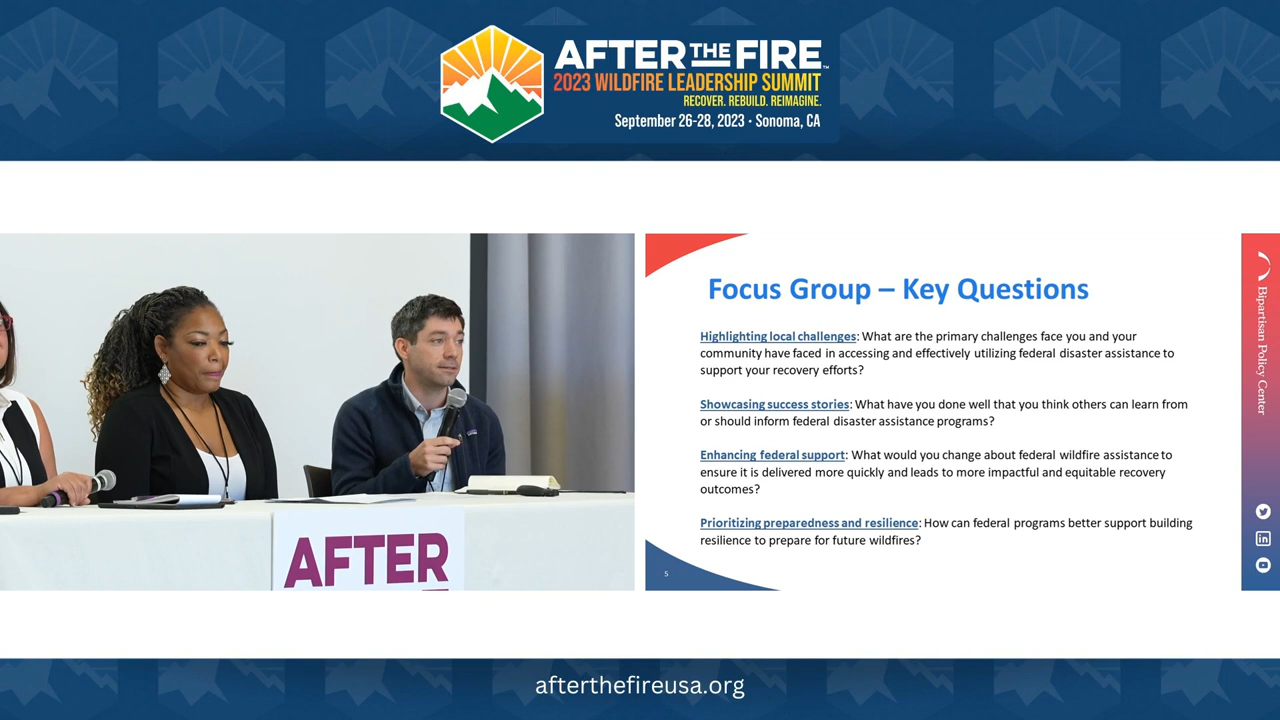 AFTER THE FIRE™
2023 WILDFIRE LEADERSHIP SUMMIT
RECOVER. REBUILD. REIMAGINE.
September 26-28, 2023 • Sonoma, CA
AFTER
Focus Group – Key Questions
Highlighting local challenges: What are the primary challenges face you and your
community have faced in accessing and effectively utilizing federal disaster assistance to
support your recovery efforts?
Showcasing success stories: What have you done well that you think others can learn from
or should inform federal disaster assistance programs?
Enhancing federal support: What would you change about federal wildfire assistance to
ensure it is delivered more quickly and leads to more impactful and equitable recovery
outcomes?
Prioritizing preparedness and resilience: How can federal programs better support building
resilience to prepare for future wildfires?
5
Bipartisan Policy Center
in
afterthefireusa.org